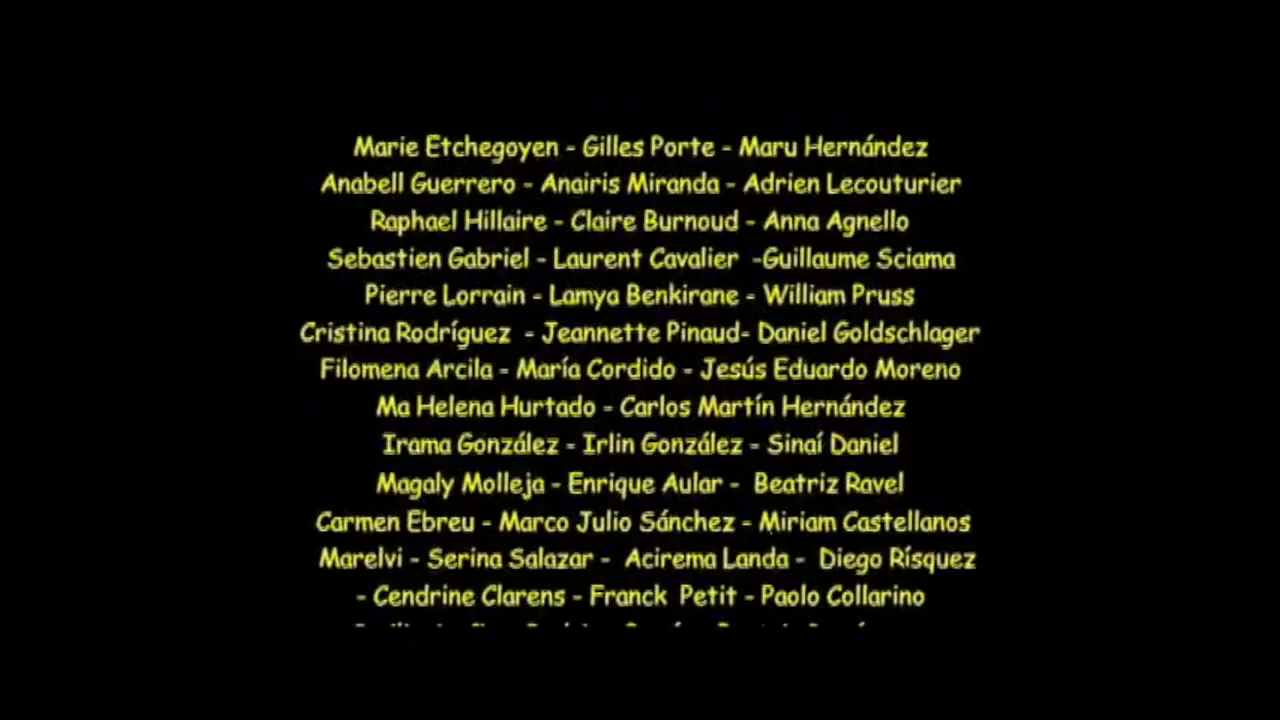 Marie Etchegoyen - Gilles Porte - Maru Hernández
Anabell Guerrero - Anairis Miranda - Adrien Lecouturier
Raphael Hillaire - Claire Burnoud - Anna Agnello
Sebastien Gabriel - Laurent Cavalier -Guillaume Sciama
Pierre Lorrain - Lamya Benkirane - William Pruss
Cristina Rodríguez - Jeannette Pinaud- Daniel Goldschlager
Filomena Arcila - María Cordido - Jesús Eduardo Moreno
Ma Helena Hurtado - Carlos Martín Hernández
Irama González - Irlin González - Sinaí Daniel
Magaly Molleja - Enrique Aular - Beatriz Ravel
Carmen Ebreu - Marco Julio Sánchez - Miriam Castellanos
Marelvi - Serina Salazar - Acirema Landa - Diego Rísquez
- Cendrine Clarens - Franck Petit - Paolo Collarino